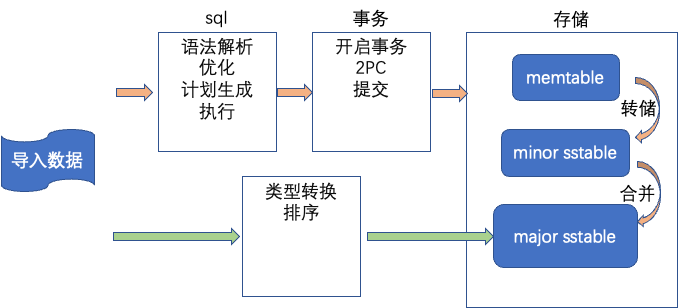 sql
事务
存储
语法解析
优化
计划生成
执行
开启事务
2PC
提交
memtable
转储
minor sstable
导入数据
合并
类型转换
排序
major sstable